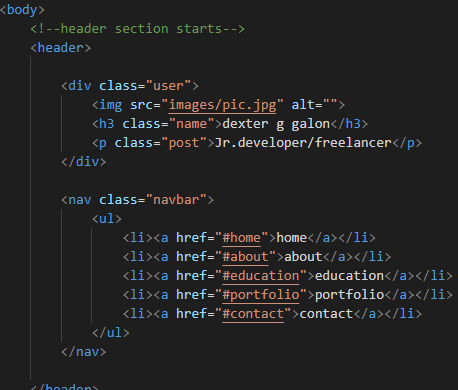 <body>
<!--header section starts-->
<header>
<div class="user">
<img src="images/pic.jpg" alt="">
<h3 class="name">dexter g galon</h3>
<p class="post">Jr.developer/freelancer</p>
</div>
<nav class="navbar">
<ul>
<li><a href="#home">home</a></li>
<li><a href="#about">about</a></li>
<li><a href="#education">education</a></li>
<li><a href="#portfolio">portfolio</a></li>
<li><a href="#contact">contact</a></li>
</ul>
</nav>
</header>